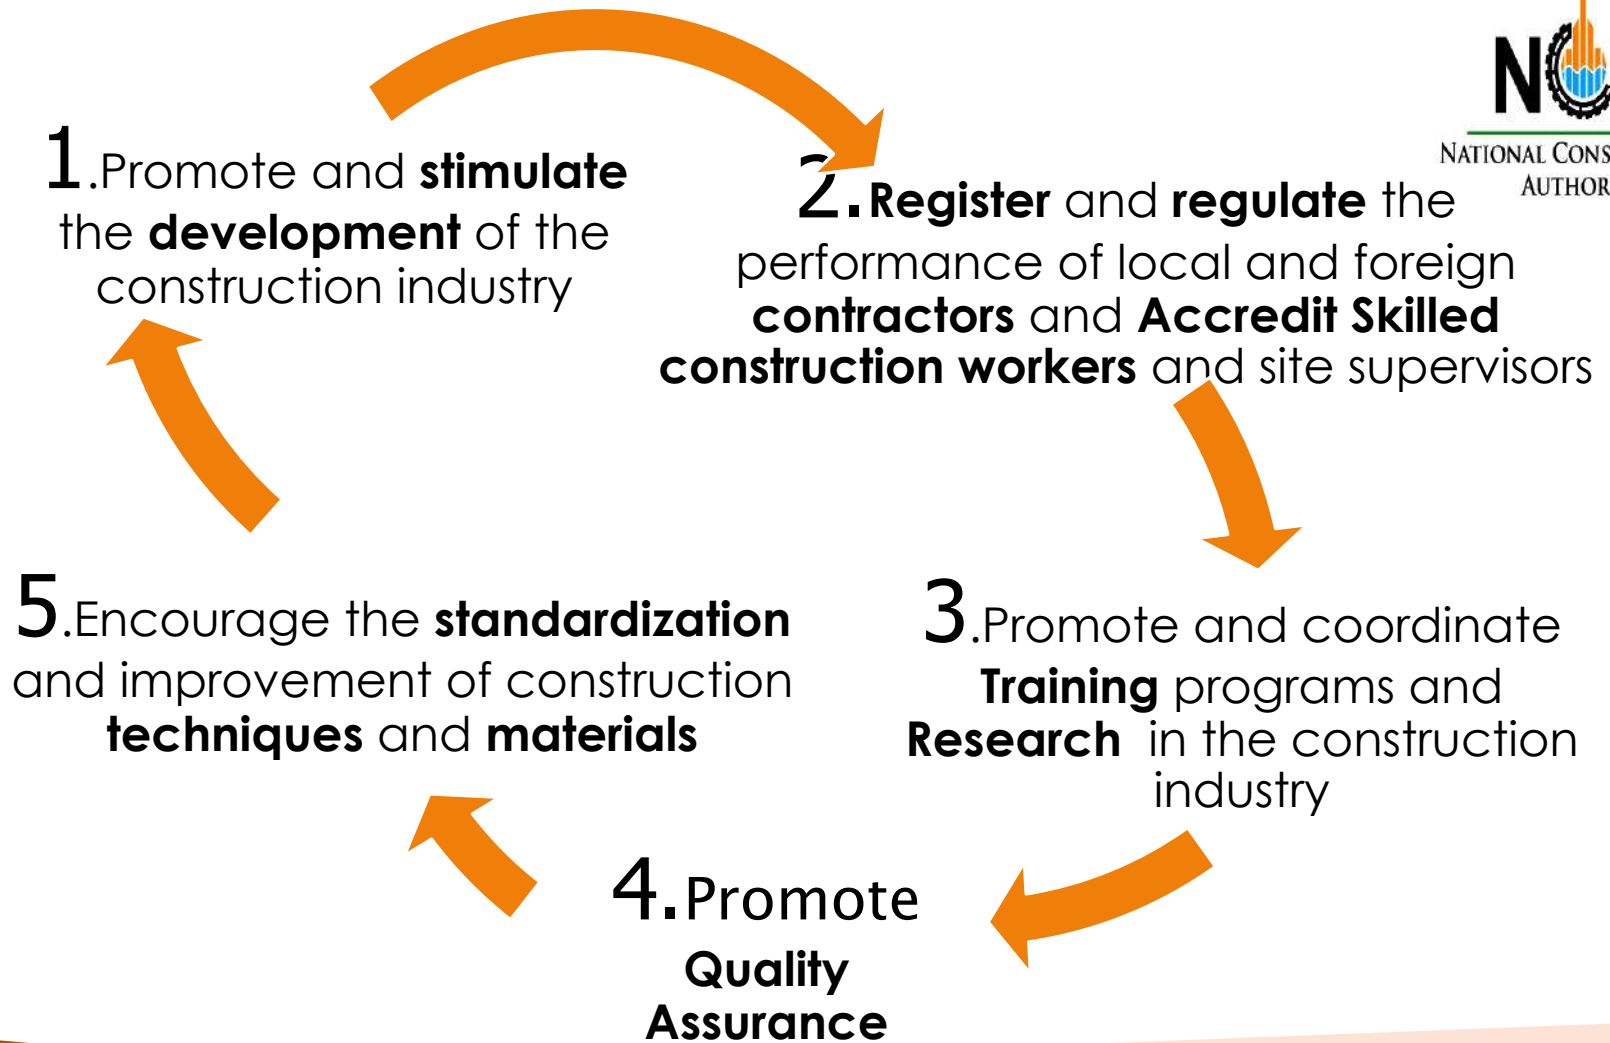 1.Promote and stimulate
the development of the
construction industry
2.Register and regulate the
performance of local and foreign
contractors and Accredit Skilled
construction workers and site supervisors
3.Promote and coordinate
Training programs and
Research in the construction
industry
4.Promote
Quality
Assurance
5.Encourage the standardization
and improvement of construction
techniques and materials
NC
NATIONAL CONS
AUTHOR